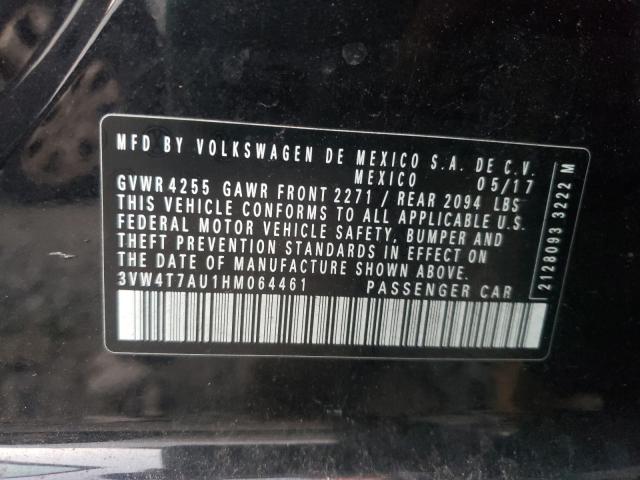 MFD BY VOLKSWAGEN DE MEXICO S.A. DE C.V.
MEXICO 05/17
GVWR 4255 GAWR FRONT 2271 / REAR 2094 LBS
THIS VEHICLE CONFORMS TO ALL APPLICABLE U.S.
FEDERAL MOTOR VEHICLE SAFETY, BUMPER AND
THEFT PREVENTION STANDARDS IN EFFECT ON
THE DATE OF MANUFACTURE SHOWN ABOVE.
3VW4T7AU1HM064461 PASSENGER CAR
2128093 3222 M